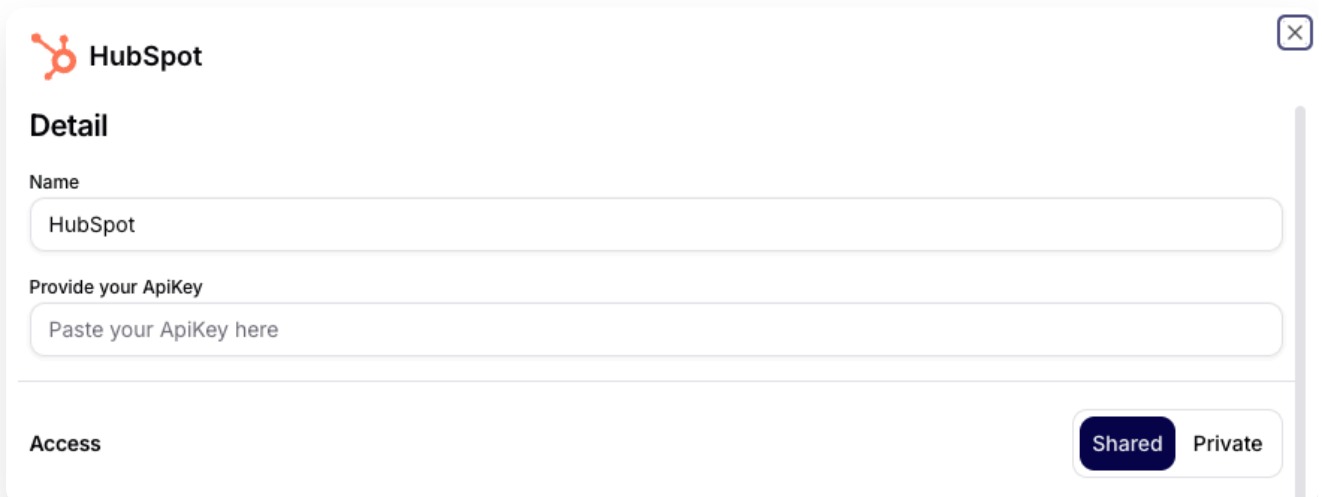 HubSpot
Detail
Name
HubSpot
Provide your ApiKey
Paste your ApiKey here
Access
Shared
Private